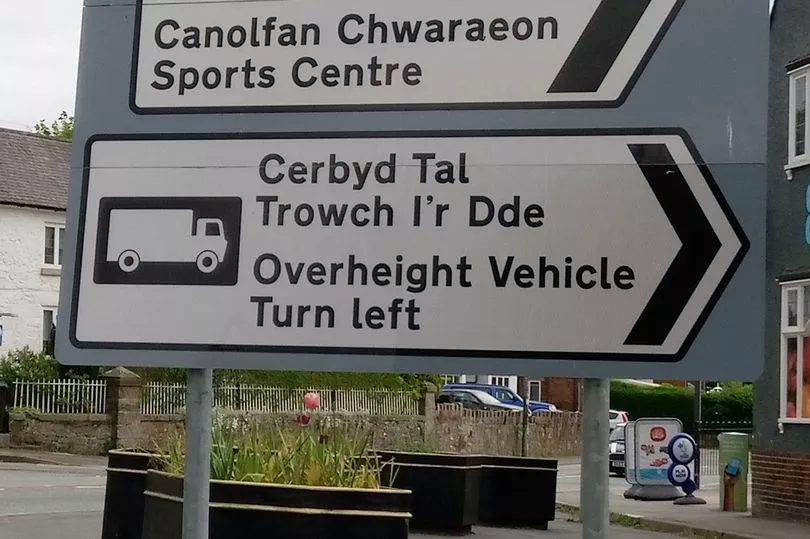 Canolfan Chwaraeon
Sports Centre
Cerbyd Tal
Trowch I'r Dde
Overheight Vehicle
Turn left